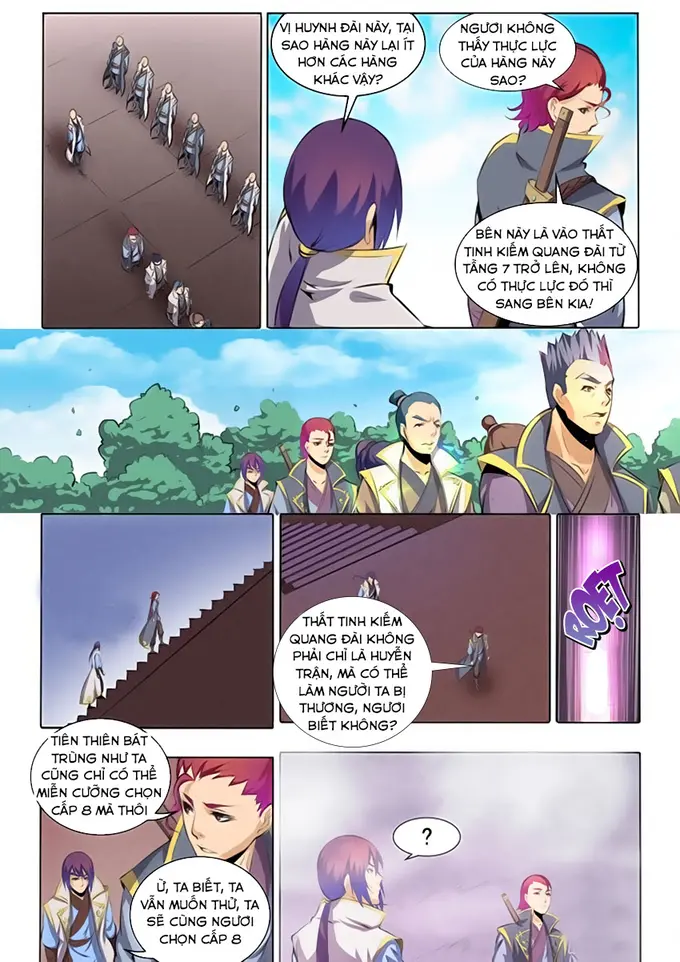 VỊ HUYNH ĐÀI NÀY, TẠI
SAO HÀNG NÀY LẠI ÍT
HƠN CÁC HÀNG
KHÁC VẬY?
NGƯƠI KHÔNG
THẤY THỰC LỰC
CỦA HÀNG NÀY
SAO?
BÊN NÀY LÀ VÀO THẤT
TINH KIẾM QUANG ĐÀI TỪ
TẦNG 7 TRỞ LÊN, KHÔNG
CÓ THỰC LỰC ĐÓ THÌ
SANG BÊN KIA!
ROẸT
THẤT TINH KIẾM
QUANG ĐÀI KHÔNG
PHẢI CHỈ LÀ HUYỄN
TRẬN, MÀ CÓ THỂ
LÀM NGƯỜI TA BỊ
THƯƠNG, NGƯƠI
BIẾT KHÔNG?
TIÊN THIÊN BÁT
TRÙNG NHƯ TA
CŨNG CHỈ CÓ THỂ
MIỄN CƯỠNG CHỌN
CẤP 8 MÀ THÔI
Ừ, TA BIẾT, TA
VẪN MUỐN THỬ, TA
SẼ CÙNG NGƯƠI
CHỌN CẤP 8
?